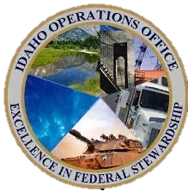 IDAHO OPERATIONS OFFICE
EXCELLENCE IN FEDERAL STEWARDSHIP